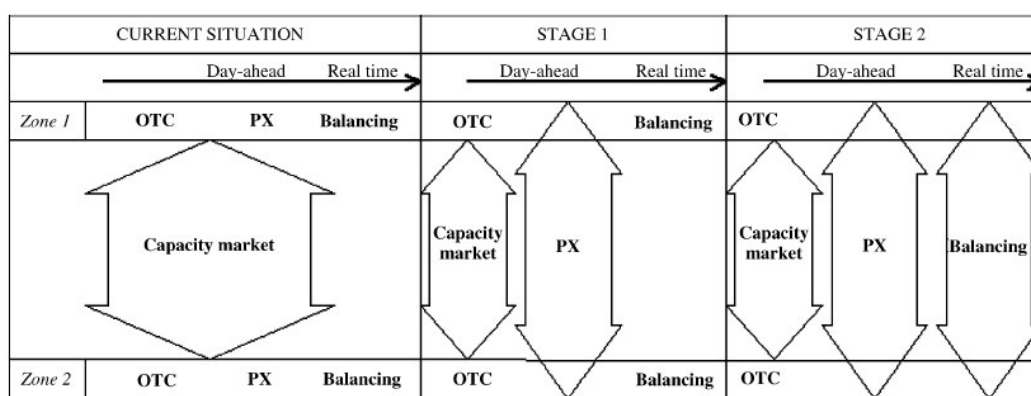 CURRENT SITUATION STAGE 1 STAGE 2
Day-ahead Real time Day-ahead Real time Day-ahead Real time
Zone 1 OTC PX Balancing OTC Balancing OTC
Capacity market Capacity market PX Capacity market PX Balancing
Zone 2 OTC PX Balancing OTC Balancing OTC